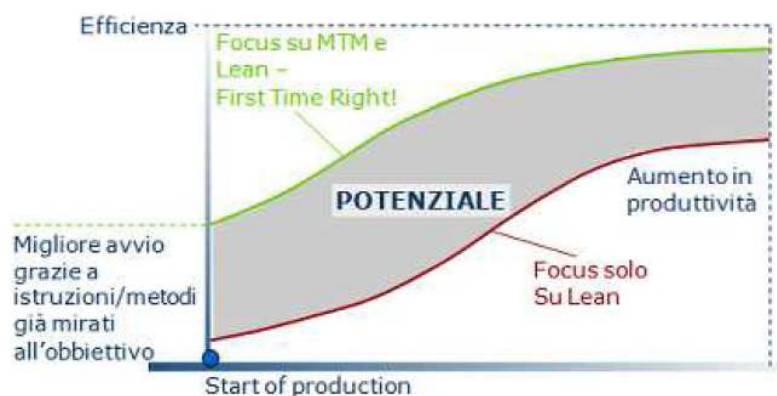 Efficienza
Focus su MTM e
Lean –
First Time Right!
POTENZIALE
Aumento in
produttività
Migliore avvio
grazie a
istruzioni/metodi
già mirati
all'obbiettivo
Focus solo
Su Lean
Start of production